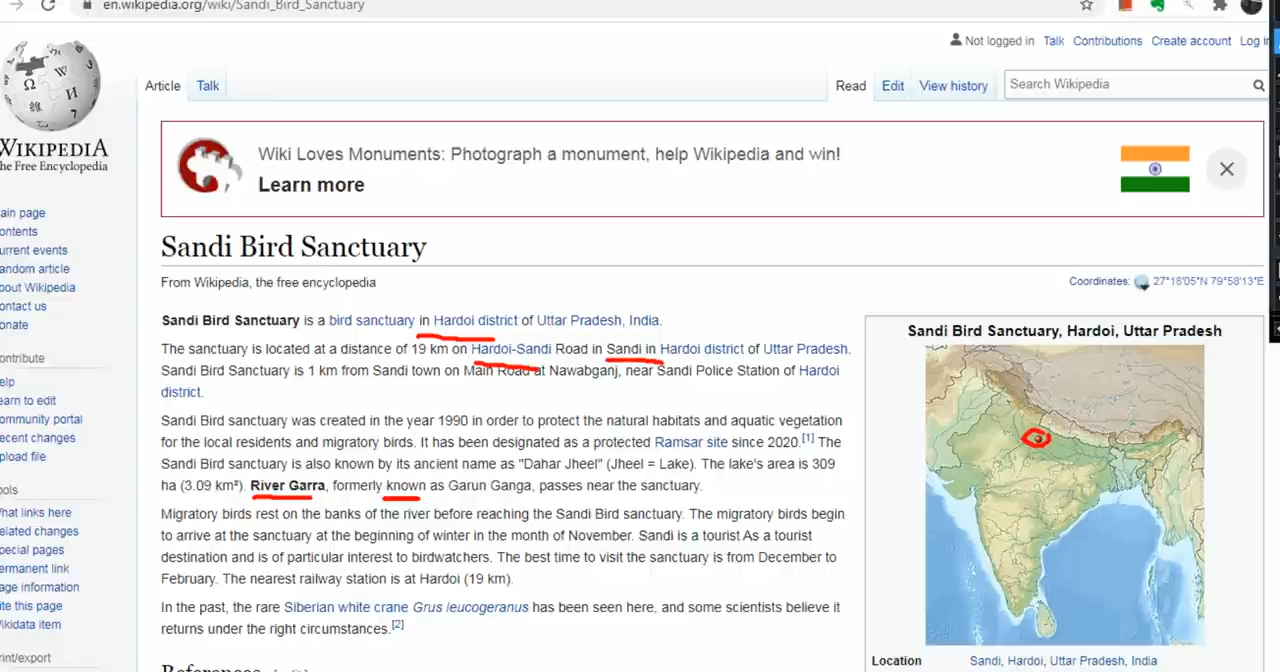 en.wikipedia.org/wiki/Sandi_Bird_Sanctuary
Not logged in Talk Contributions Create account Log in
Article Talk Read Edit View history Search Wikipedia
WIKIPEDIA
The Free Encyclopedia
Wiki Loves Monuments: Photograph a monument, help Wikipedia and win!
Learn more
ain page
ontents
urrent events
andom article
bout Wikipedia
ontact us
onate
ontribute
elp
earn to edit
ommunity portal
ecent changes
pload file
ools
hat links here
elated changes
pecial pages
ermanent link
age information
ite this page
ikidata item
rint/export
Sandi Bird Sanctuary
From Wikipedia, the free encyclopedia
Coordinates: 27°18′05″N 79°58′13″E
Sandi Bird Sanctuary is a bird sanctuary in Hardoi district of Uttar Pradesh, India.
The sanctuary is located at a distance of 19 km on Hardoi-Sandi Road in Sandi in Hardoi district of Uttar Pradesh.
Sandi Bird Sanctuary is 1 km from Sandi town on Main Road at Nawabganj, near Sandi Police Station of Hardoi
district.
Sandi Bird sanctuary was created in the year 1990 in order to protect the natural habitats and aquatic vegetation
for the local residents and migratory birds. It has been designated as a protected Ramsar site since 2020.[1] The
Sandi Bird sanctuary is also known by its ancient name as "Dahar Jheel" (Jheel = Lake). The lake's area is 309
ha (3.09 km²). River Garra, formerly known as Garun Ganga, passes near the sanctuary.
Migratory birds rest on the banks of the river before reaching the Sandi Bird sanctuary. The migratory birds begin
to arrive at the sanctuary at the beginning of winter in the month of November. Sandi is a tourist As a tourist
destination and is of particular interest to birdwatchers. The best time to visit the sanctuary is from December to
February. The nearest railway station is at Hardoi (19 km).
In the past, the rare Siberian white crane Grus leucogeranus has been seen here, and some scientists believe it
returns under the right circumstances.[2]
References [edit]
Sandi Bird Sanctuary, Hardoi, Uttar Pradesh
Location Sandi, Hardoi, Uttar Pradesh, India